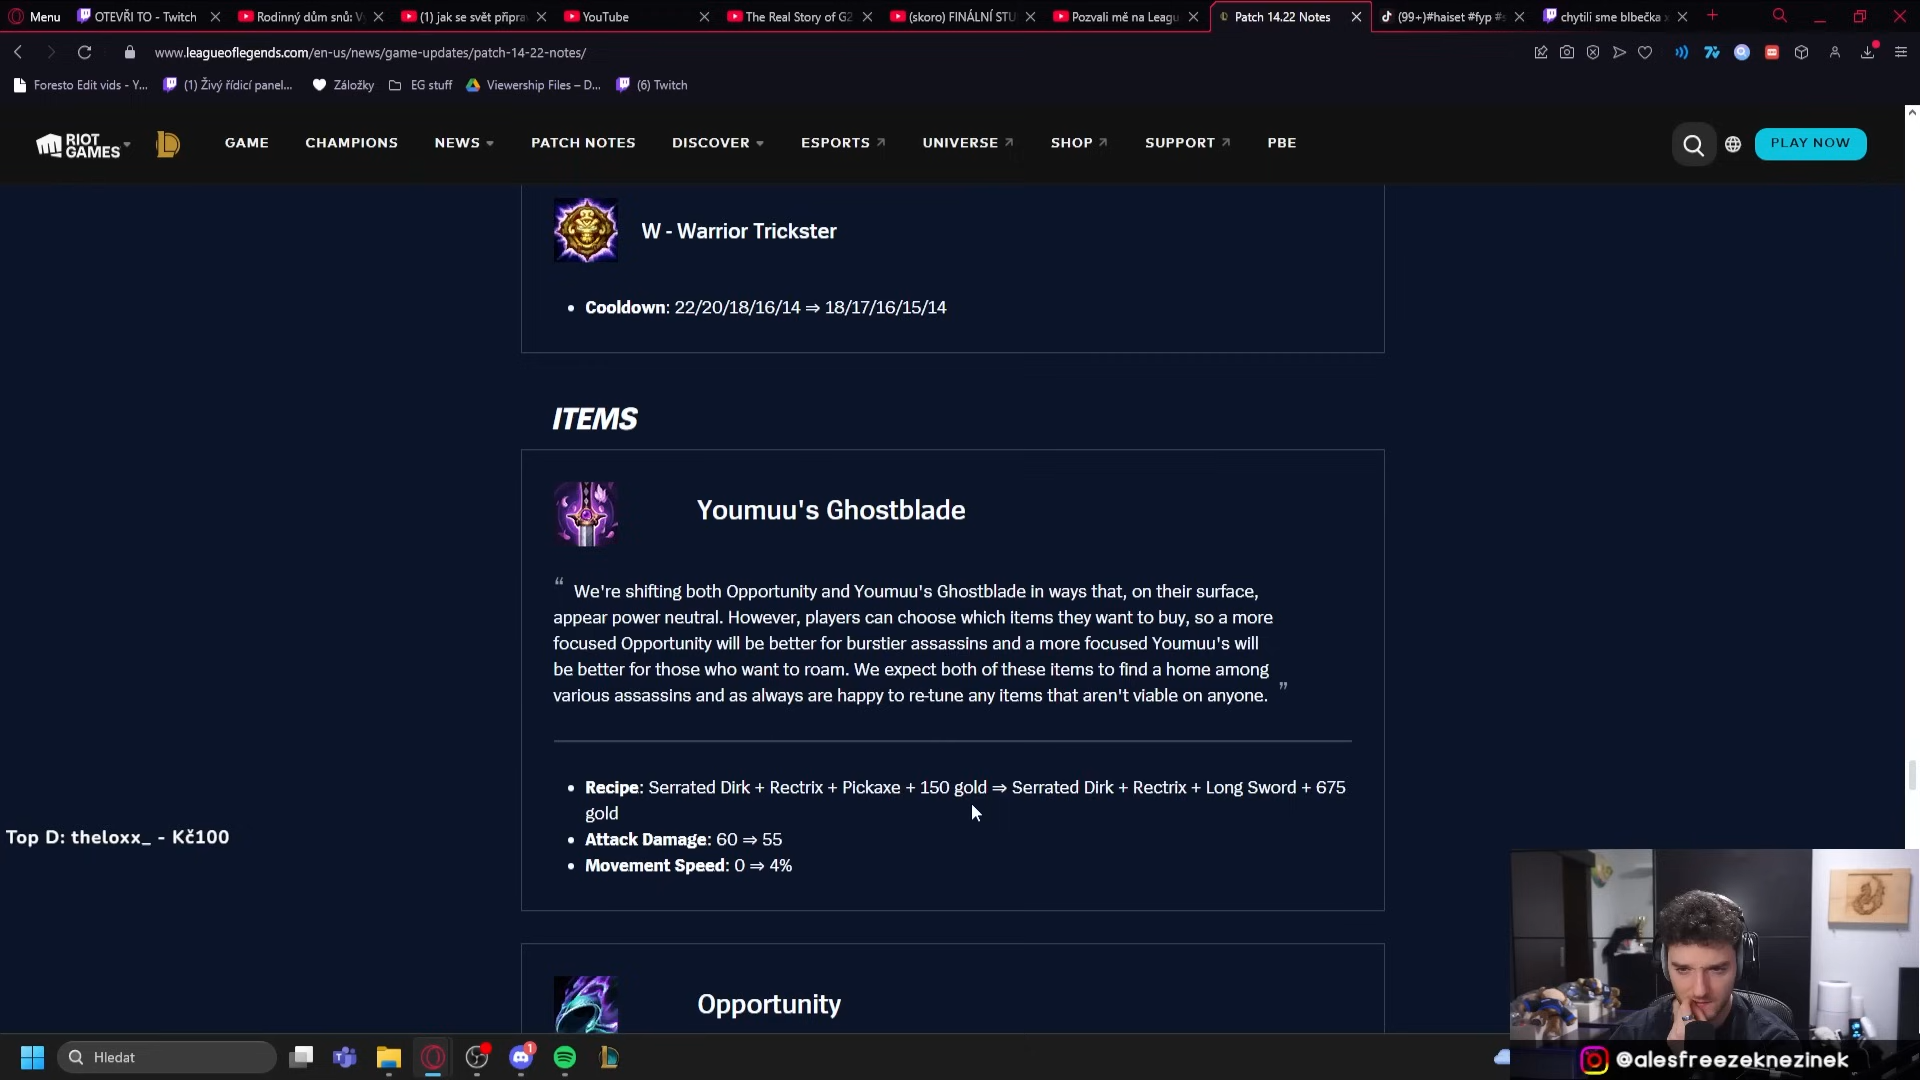 Menu
OTEVŘI TO - Twitch
Rodinný dům snů: V
(1) jak se svět připra
YouTube
The Real Story of G2
(skoro) FINÁLNÍ STU
Pozvali mě na Leagu
Patch 14.22 Notes
(99+)#haiset #fyp #s
chytili sme blbečka x
www.leagueoflegends.com/en-us/news/game-updates/patch-14-22-notes/
Foresto Edit vids - Y...
(1) Živý řídicí panel...
Záložky
EG stuff
Viewership Files – D...
(6) Twitch
RIOT GAMES
GAME
CHAMPIONS
NEWS
PATCH NOTES
DISCOVER
ESPORTS
UNIVERSE
SHOP
SUPPORT
PBE
PLAY NOW
W - Warrior Trickster
• Cooldown: 22/20/18/16/14 ⇒ 18/17/16/15/14
ITEMS
Youmuu's Ghostblade
“ We're shifting both Opportunity and Youmuu's Ghostblade in ways that, on their surface,
appear power neutral. However, players can choose which items they want to buy, so a more
focused Opportunity will be better for burstier assassins and a more focused Youmuu's will
be better for those who want to roam. We expect both of these items to find a home among
various assassins and as always are happy to re-tune any items that aren't viable on anyone. ”
• Recipe: Serrated Dirk + Rectrix + Pickaxe + 150 gold ⇒ Serrated Dirk + Rectrix + Long Sword + 675
gold
• Attack Damage: 60 ⇒ 55
• Movement Speed: 0 ⇒ 4%
Top D: theloxx_ - Kč100
Opportunity
Hledat
1
@alesfreezeknezinek